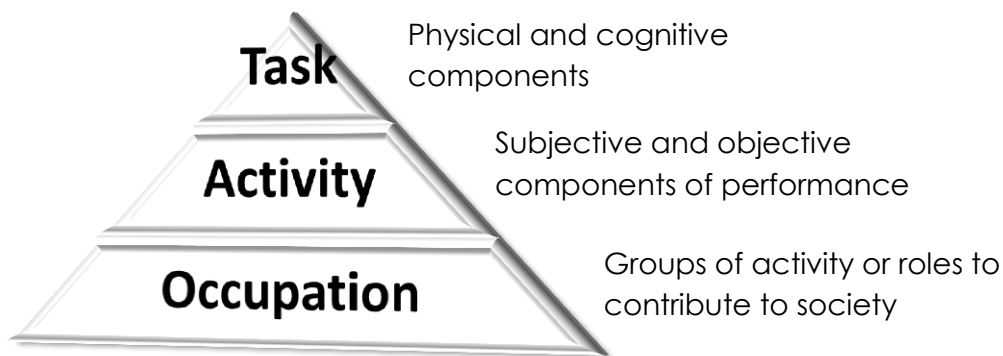 Task
Physical and cognitive
components
Activity
Subjective and objective
components of performance
Occupation
Groups of activity or roles to
contribute to society